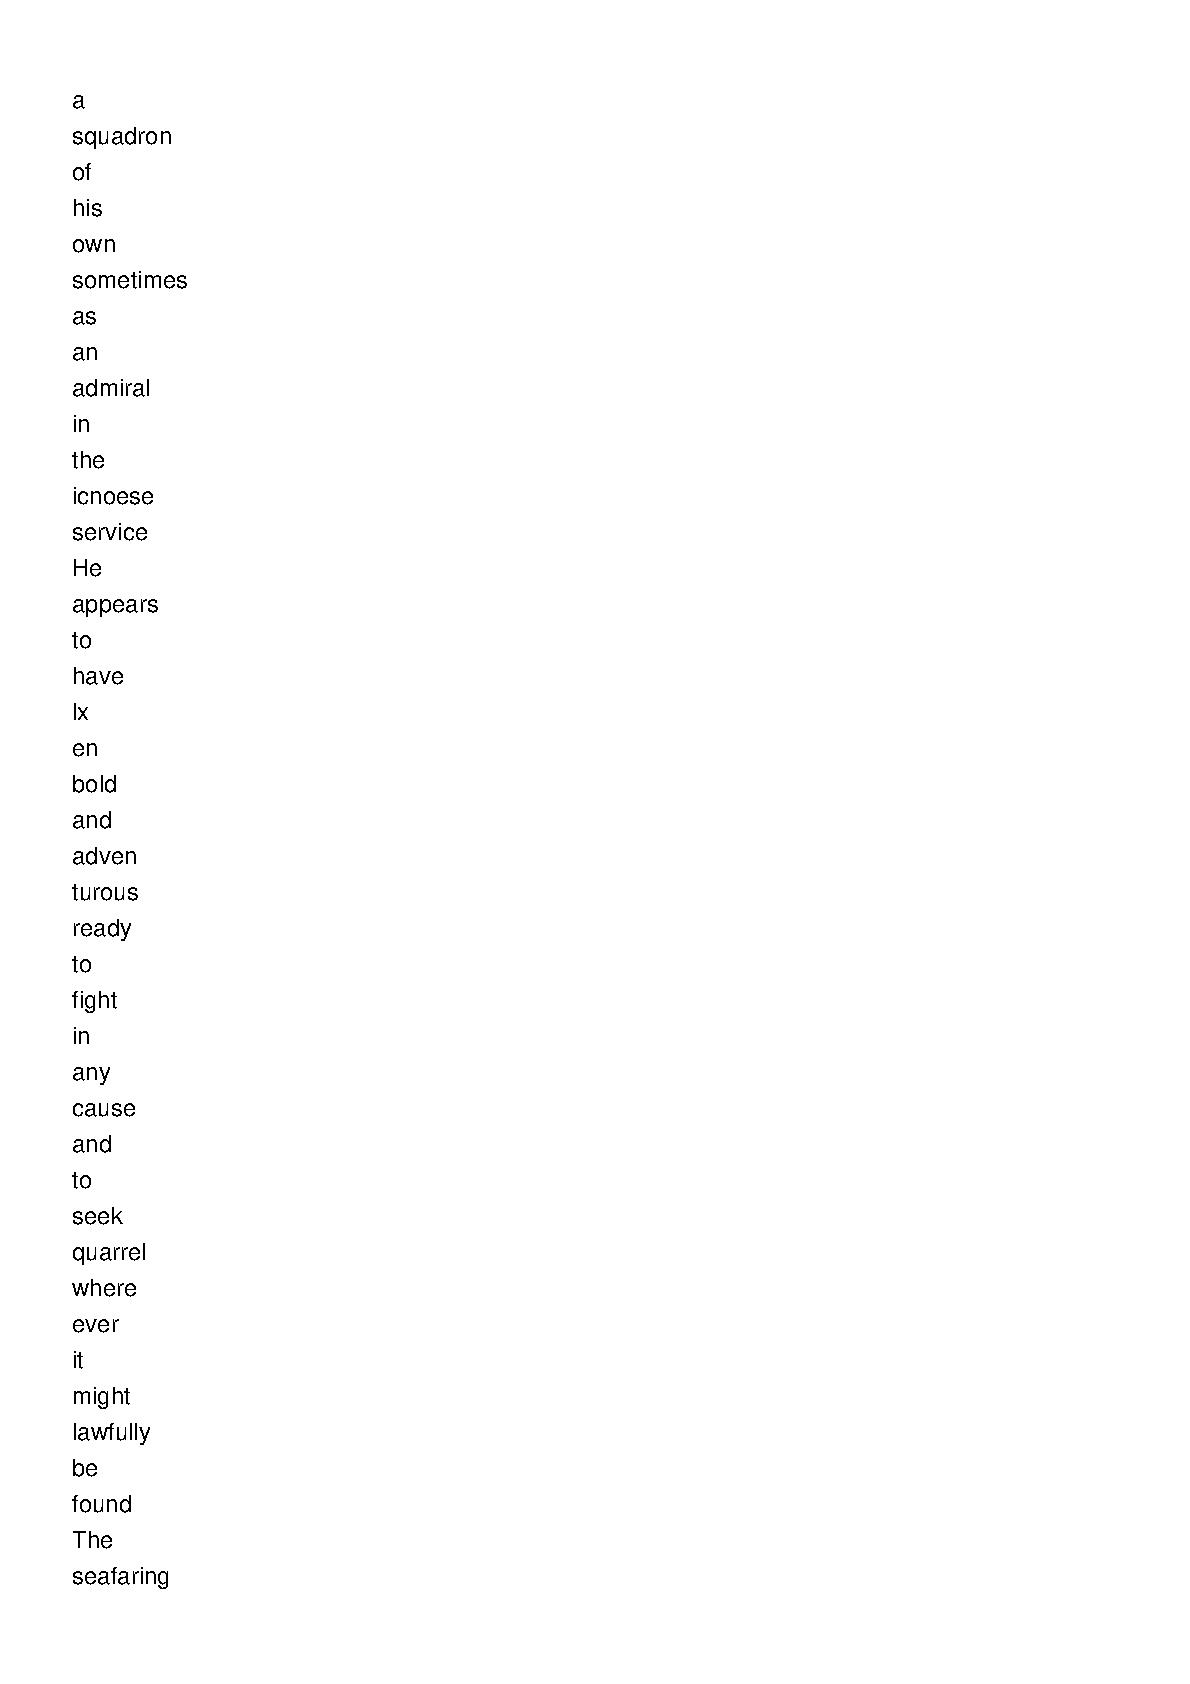 a
squadron
of
his
own
sometimes
as
an
admiral
in
the
icnoese
service
He
appears
to
have
lx
en
bold
and
adven
turous
ready
to
fight
in
any
cause
and
to
seek
quarrel
where
ever
it
might
lawfully
be
found
The
seafaring